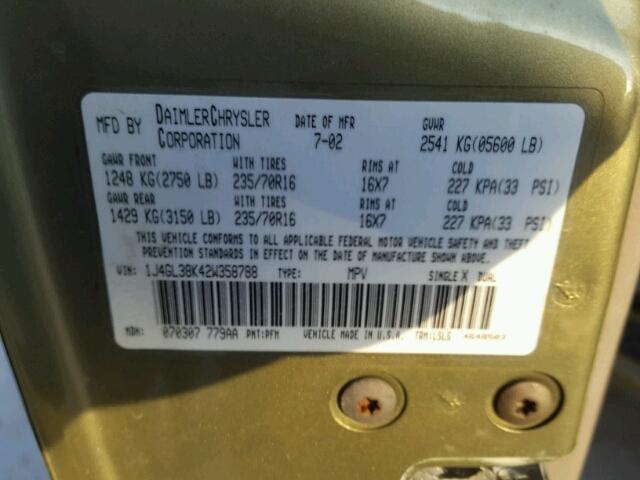 MFD BY DAIMLERCHRYSLER CORPORATION DATE OF MFR 7-02 GVWR 2541 KG(05600 LB)
GAWR FRONT WITH TIRES RIMS AT COLD
1248 KG(2750 LB) 235/70R16 16X7 227 KPA(33 PSI)
GAWR REAR WITH TIRES RIMS AT COLD
1429 KG(3150 LB) 235/70R16 16X7 227 KPA(33 PSI)
THIS VEHICLE CONFORMS TO ALL APPLICABLE FEDERAL MOTOR VEHICLE SAFETY AND THEFT
PREVENTION STANDARDS IN EFFECT ON THE DATE OF MANUFACTURE SHOWN ABOVE.
VIN: 1J4GL38K42W358788 TYPE: MPV SINGLE X DUAL
MDH: 070307 779AA PNT:PFM VEHICLE MADE IN U.S.A. TRM:L5LS 4648503